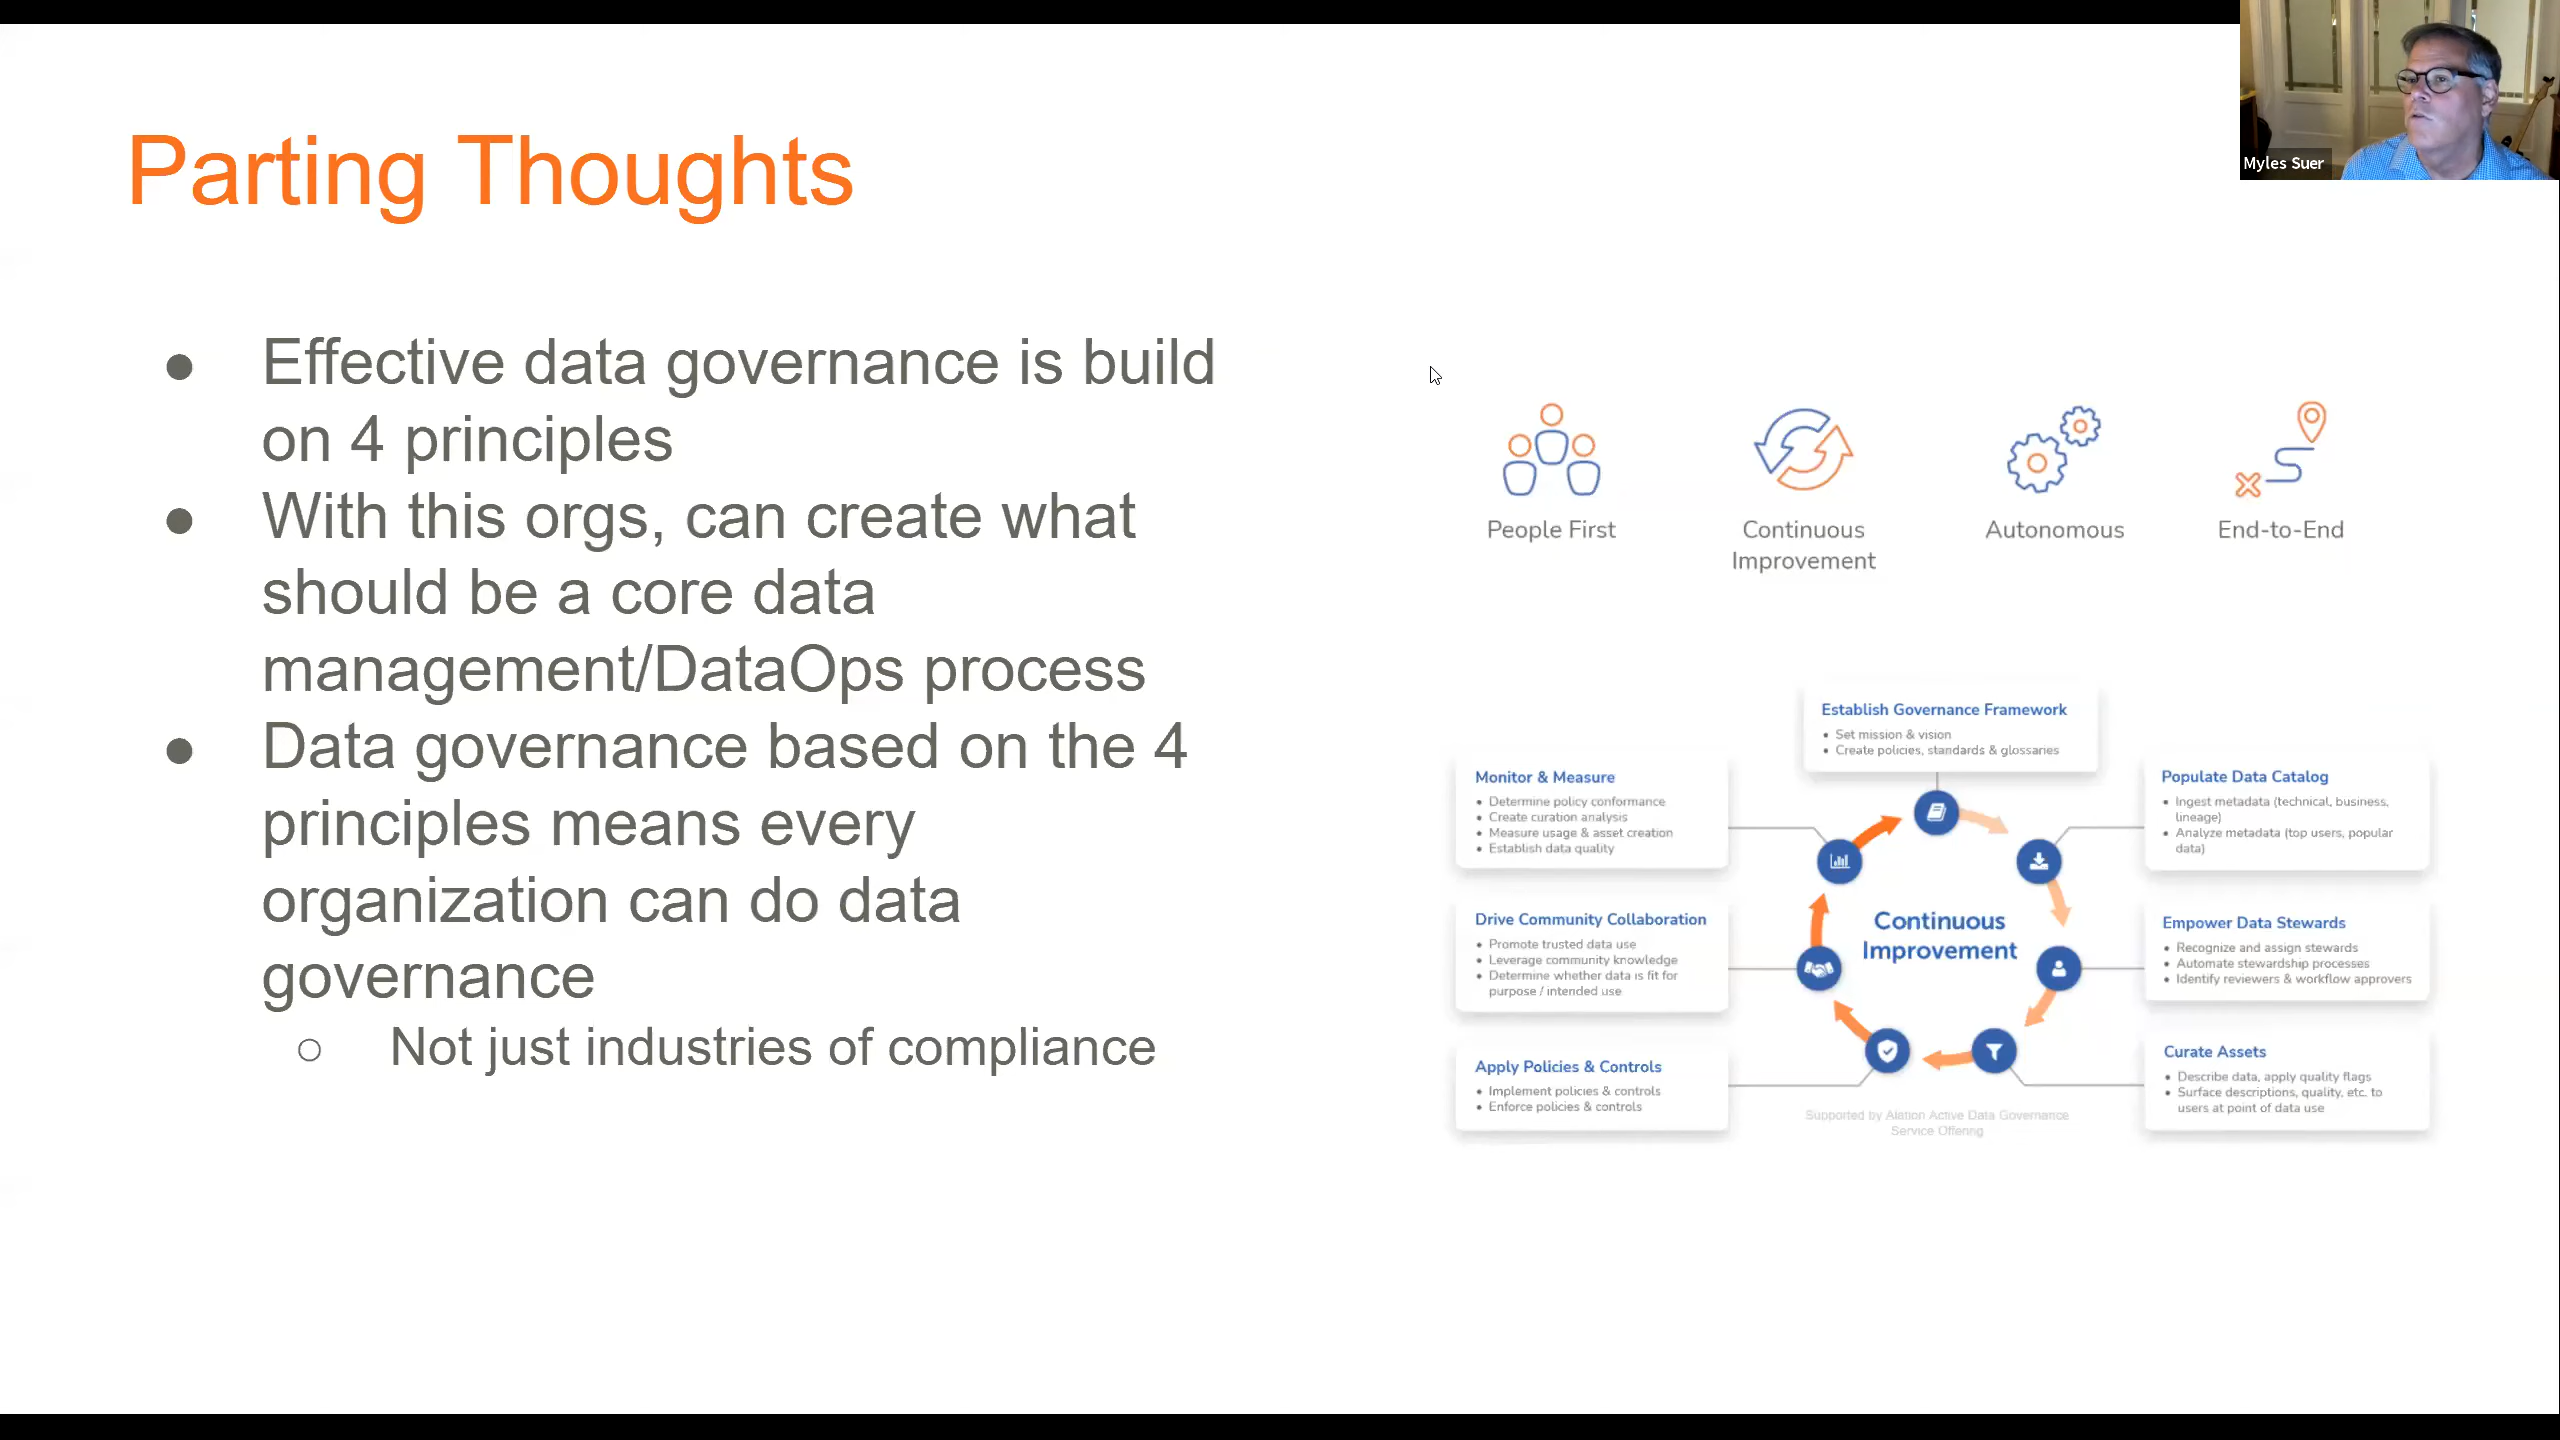 Myles Suer
Parting Thoughts
● Effective data governance is build
on 4 principles
● With this orgs, can create what
should be a core data
management/DataOps process
● Data governance based on the 4
principles means every
organization can do data
governance
○ Not just industries of compliance
People First
Continuous
Improvement
Autonomous
End-to-End
Establish Governance Framework
• Set mission & vision
• Create policies, standards & glossaries
Monitor & Measure
• Determine policy conformance
• Create curation analysis
• Measure usage & asset creation
• Establish data quality
Populate Data Catalog
• Ingest metadata (technical, business,
lineage)
• Analyze metadata (top users, popular
data)
Drive Community Collaboration
• Promote trusted data use
• Leverage community knowledge
• Determine whether data is fit for
purpose / intended use
Continuous
Improvement
Empower Data Stewards
• Recognize and assign stewards
• Automate stewardship processes
• Identify reviewers & workflow approvers
Apply Policies & Controls
• Implement policies & controls
• Enforce policies & controls
Curate Assets
• Describe data, apply quality flags
• Surface descriptions, quality, etc. to
users at point of data use
Supported by Alation Active Data Governance
Service Offering